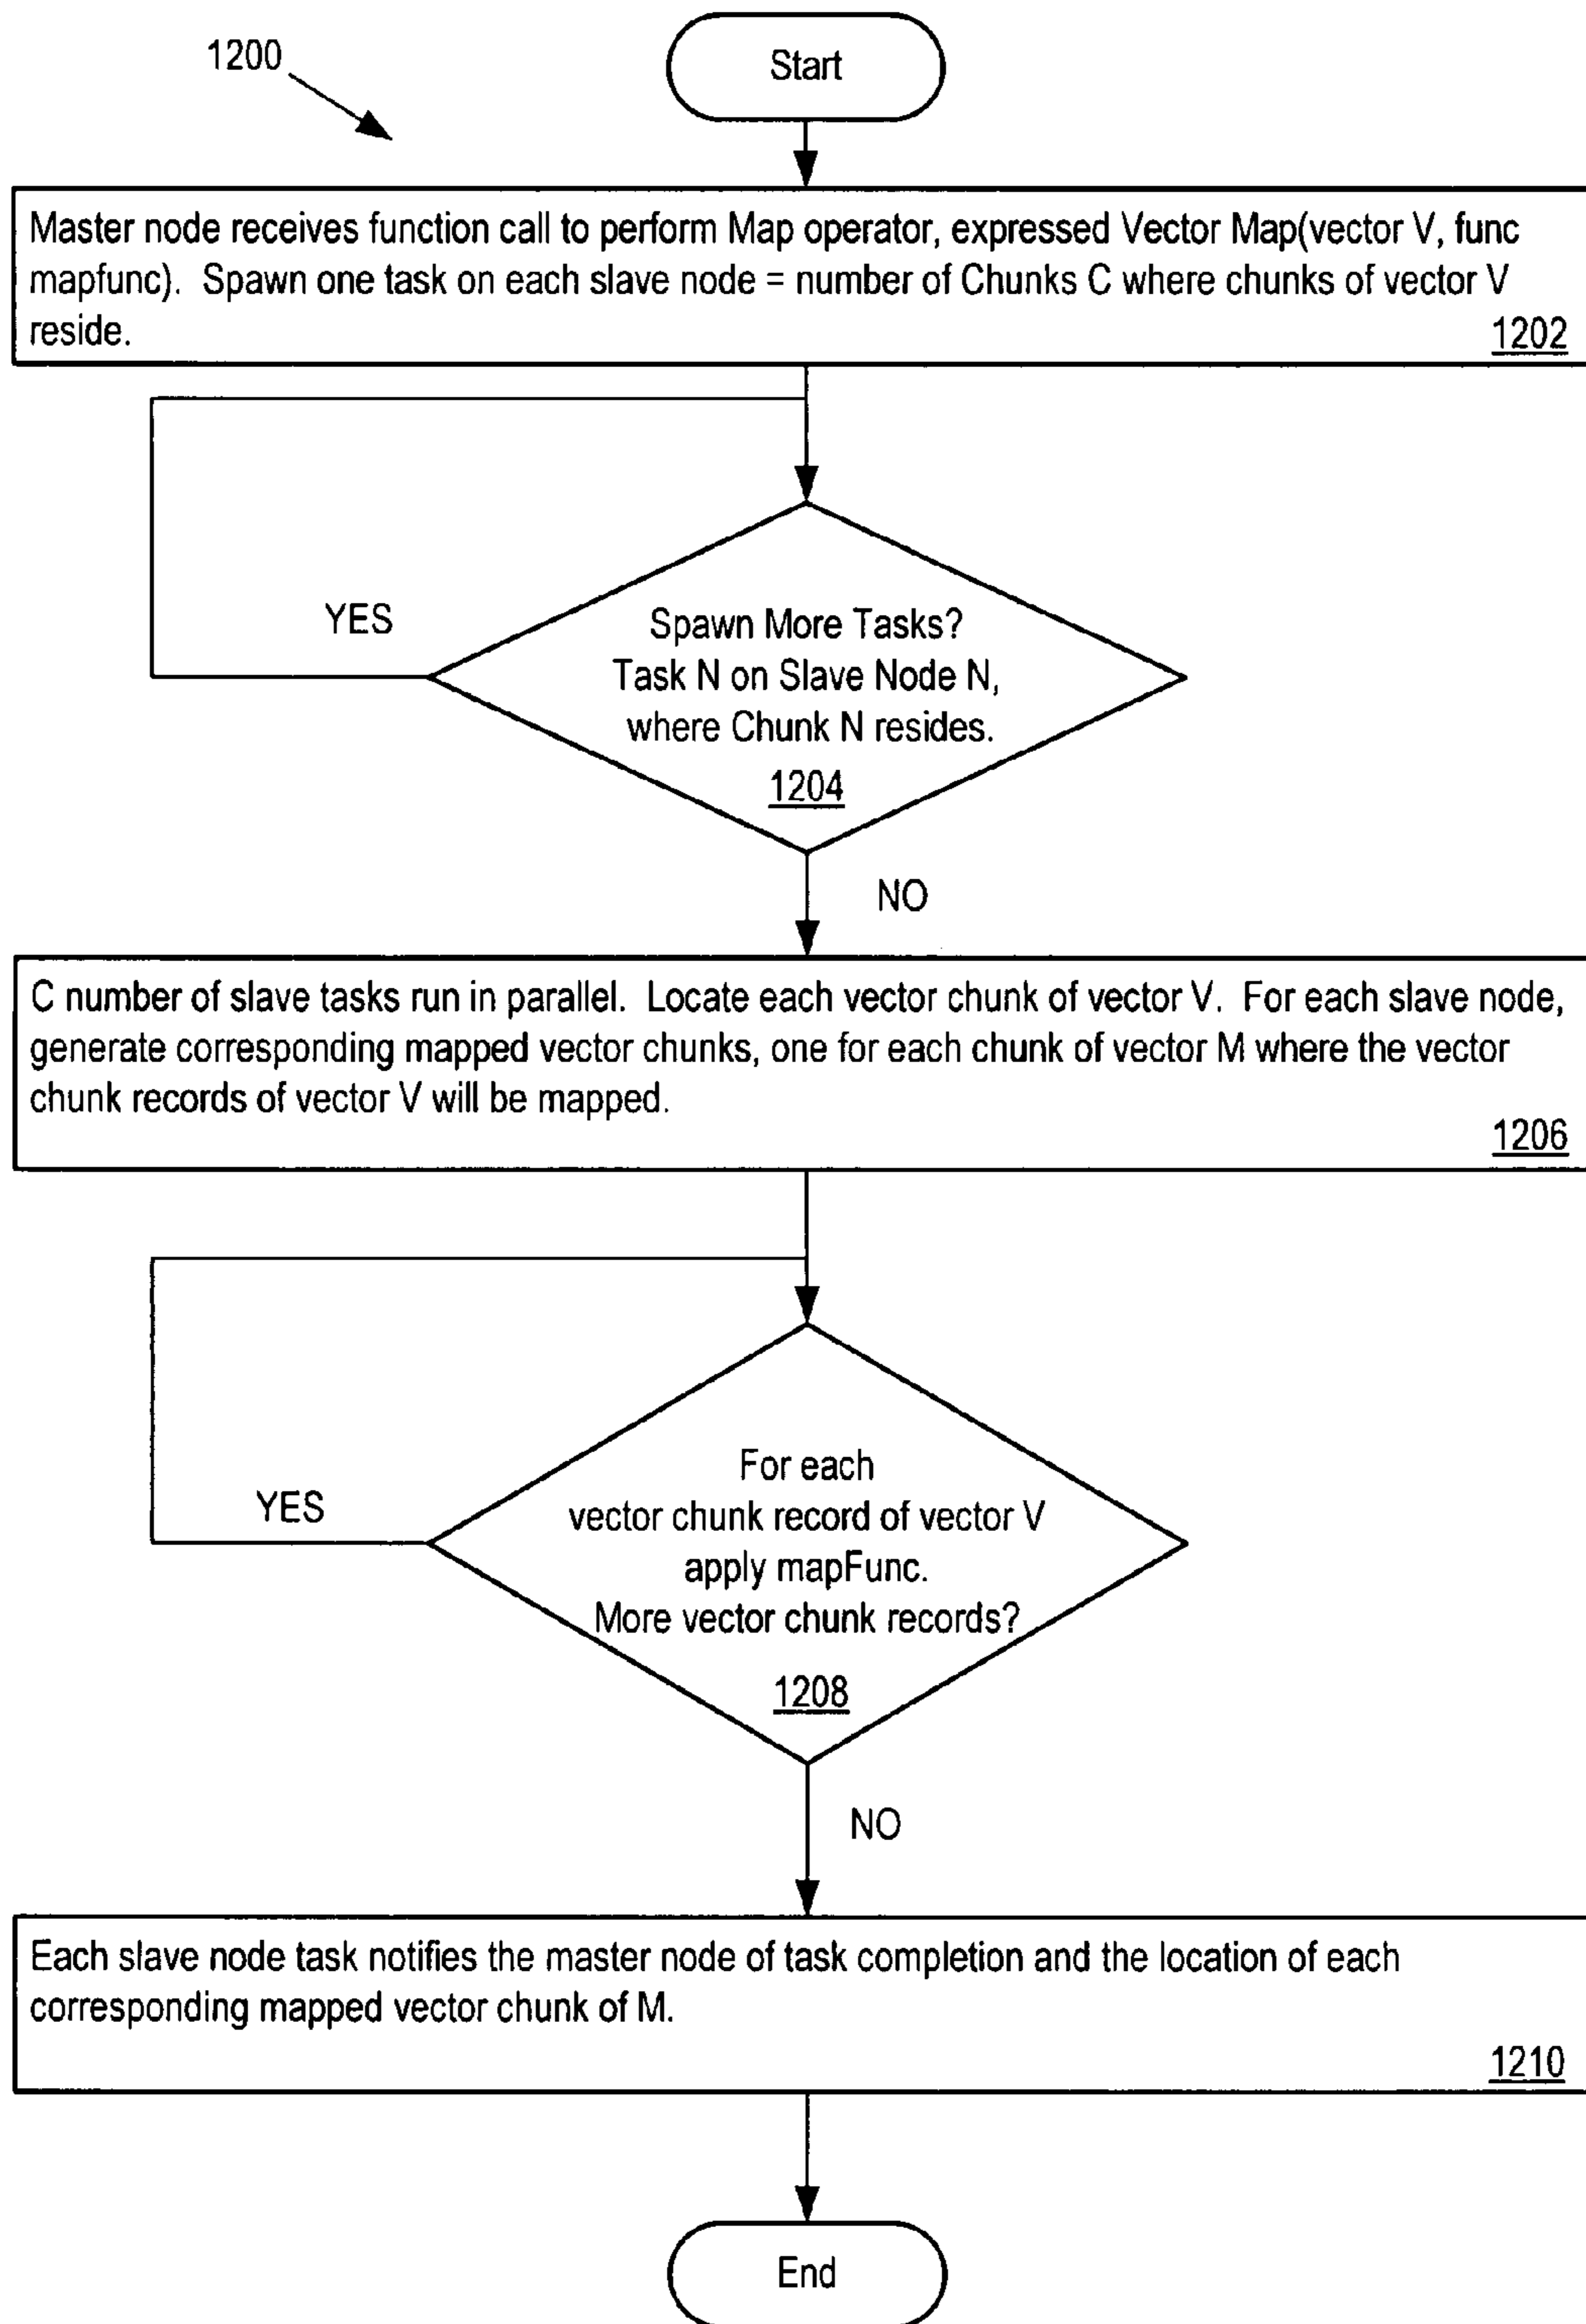 1200
Start
Master node receives function call to perform Map operator, expressed Vector Map(vector V, func
mapfunc). Spawn one task on each slave node = number of Chunks C where chunks of vector V
reside.
1202
YES
Spawn More Tasks?
Task N on Slave Node N,
where Chunk N resides.
1204
NO
C number of slave tasks run in parallel. Locate each vector chunk of vector V. For each slave node,
generate corresponding mapped vector chunks, one for each chunk of vector M where the vector
chunk records of vector V will be mapped.
1206
YES
For each
vector chunk record of vector V
apply mapFunc.
More vector chunk records?
1208
NO
Each slave node task notifies the master node of task completion and the location of each
corresponding mapped vector chunk of M.
1210
End